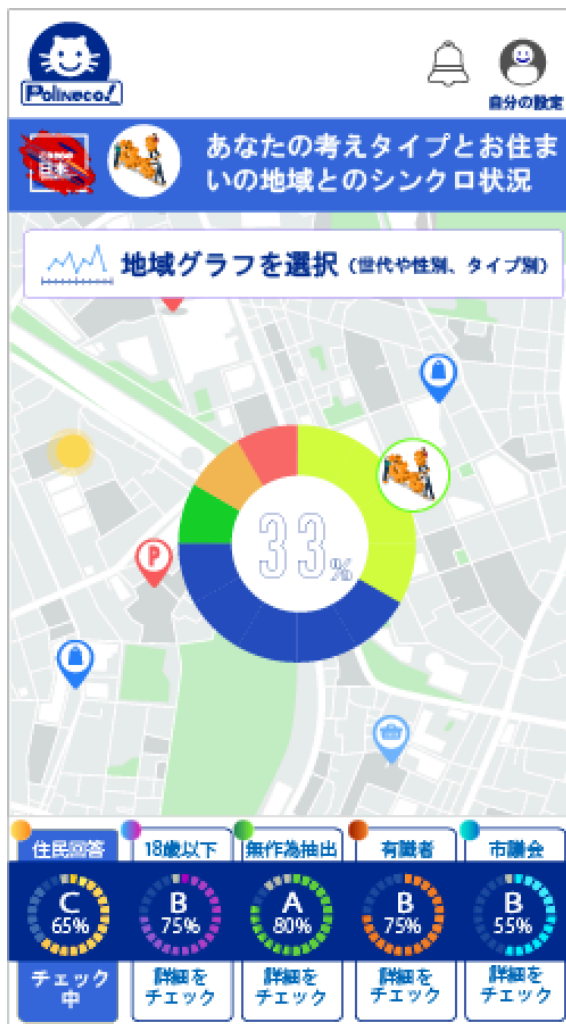 Polineco!
自分の設定
日本
あなたの考えタイプとお住ま
いの地域とのシンクロ状況
地域グラフを選択（世代や性別、タイプ別）
P
33%
住民回答
18歳以下
無作為抽出
有識者
市議会
C
65%
B
75%
A
80%
B
75%
B
55%
チェック
中
詳細を
チェック
詳細を
チェック
詳細を
チェック
詳細を
チェック